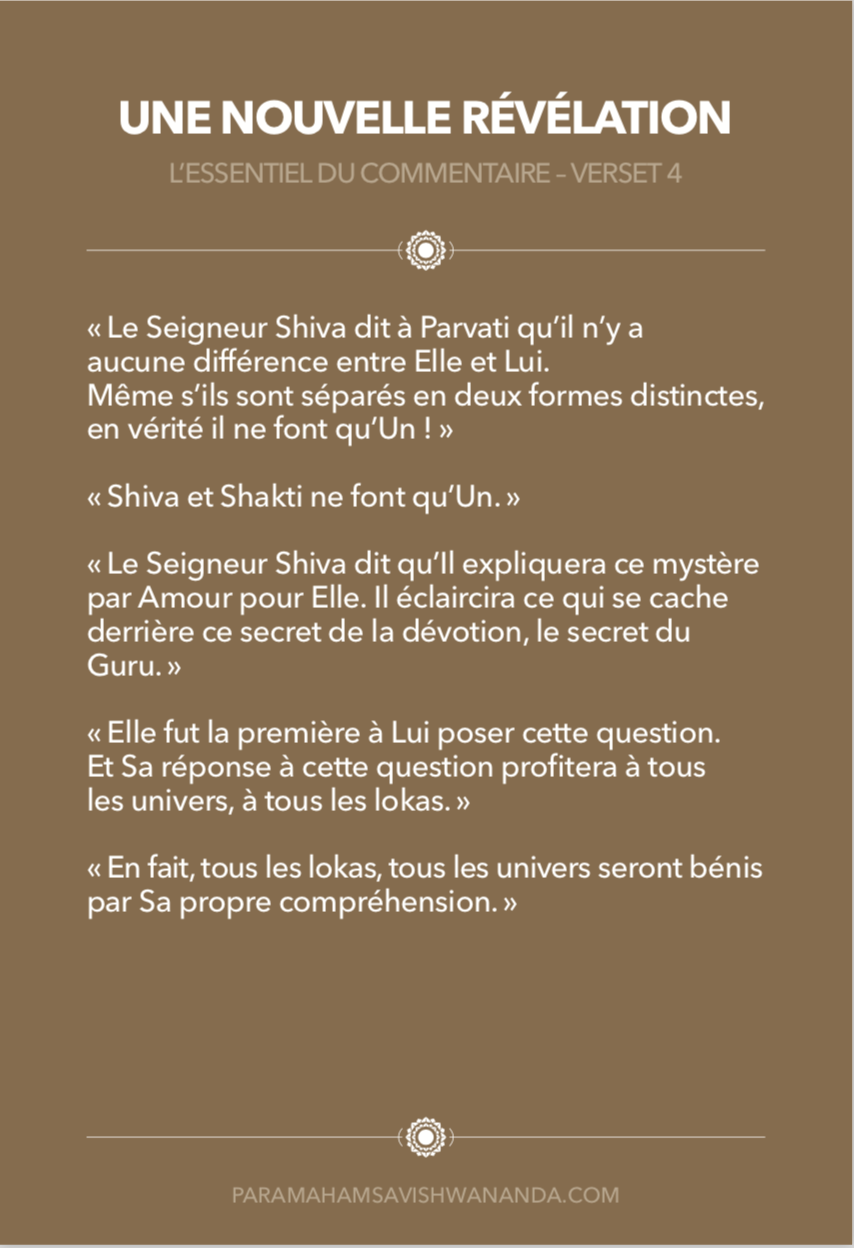 UNE NOUVELLE RÉVÉLATION
L’ESSENTIEL DU COMMENTAIRE – VERSET 4
« Le Seigneur Shiva dit à Parvati qu’il n’y a
aucune différence entre Elle et Lui.
Même s’ils sont séparés en deux formes distinctes,
en vérité il ne font qu’Un ! »
« Shiva et Shakti ne font qu’Un. »
« Le Seigneur Shiva dit qu’Il expliquera ce mystère
par Amour pour Elle. Il éclaircira ce qui se cache
derrière ce secret de la dévotion, le secret du
Guru. »
« Elle fut la première à Lui poser cette question.
Et Sa réponse à cette question profitera à tous
les univers, à tous les lokas. »
« En fait, tous les lokas, tous les univers seront bénis
par Sa propre compréhension. »
PARAMAHAMSAVISHWANANDA.COM